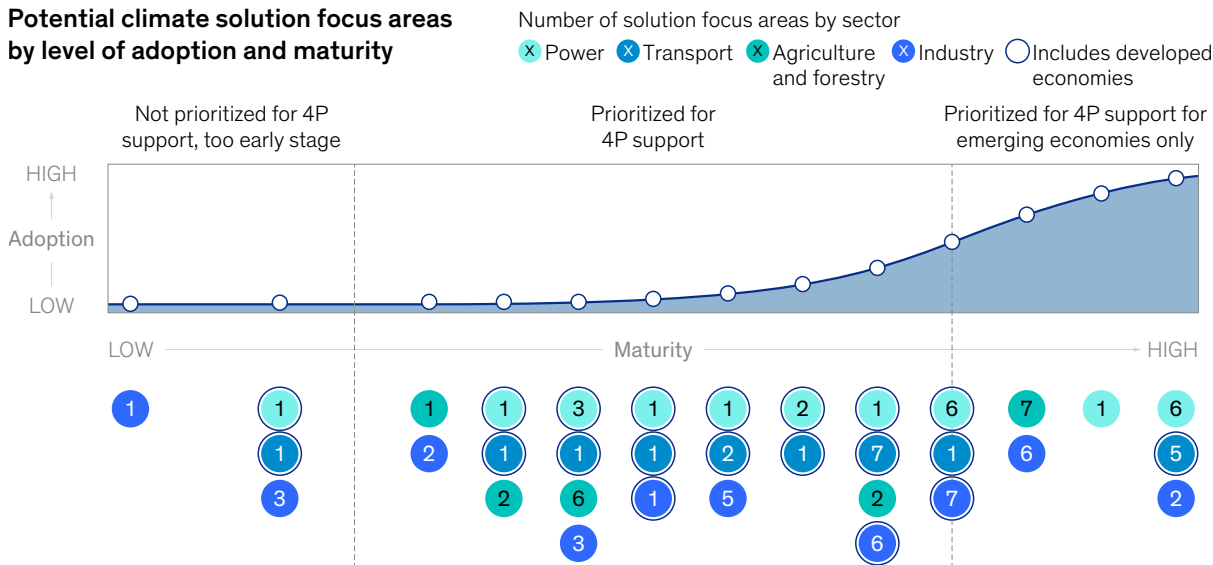 Potential climate solution focus areas
by level of adoption and maturity
Number of solution focus areas by sector
X Power X Transport X Agriculture
and forestry X Industry Includes developed
economies
Not prioritized for 4P
support, too early stage
Prioritized for
4P support
Prioritized for 4P support for
emerging economies only
HIGH
Adoption
LOW
LOW Maturity HIGH
1 1 1 1 3 1 1 2 1 6 7 1 6
1 2 1 1 1 2 1 7 1 6 5
3 2 6 1 5 2 7 2
3 6